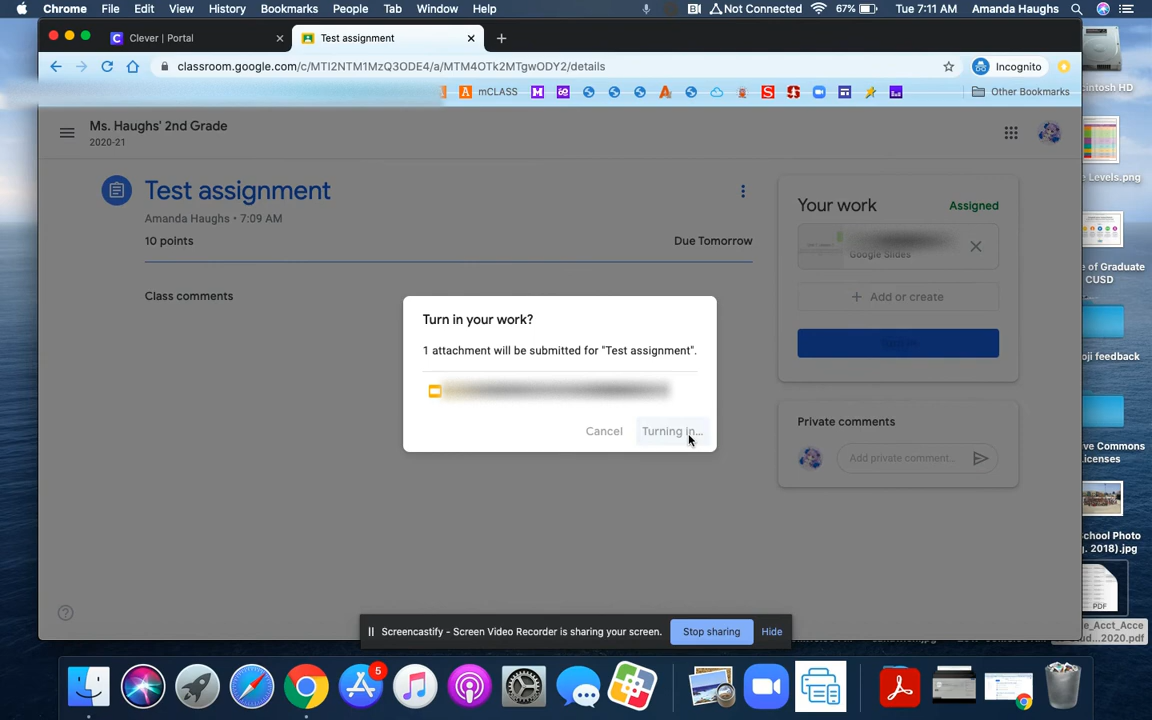 Chrome File Edit View History Bookmarks People Tab Window Help Not Connected 67% Tue 7:11 AM Amanda Haughs
Clever | Portal
Test assignment
classroom.google.com/c/MTI2NTM1MzQ3ODE4/a/MTM4OTk2MTgwODY2/details
Incognito
mCLASS
Other Bookmarks
Ms. Haughs' 2nd Grade
2020-21
Test assignment
Amanda Haughs • 7:09 AM
10 points
Due Tomorrow
Class comments
Your work
Assigned
Google Slides
+ Add or create
Private comments
Add private comment...
Turn in your work?
1 attachment will be submitted for "Test assignment".
Cancel
Turning in...
Screencastify - Screen Video Recorder is sharing your screen.
Stop sharing
Hide
cintosh HD
e Levels.png
e of Graduate
CUSD
oji feedback
ve Commons
Licenses
chool Photo
g. 2018).jpg
PDF
e_Acct_Acce
d...2020.pdf
5